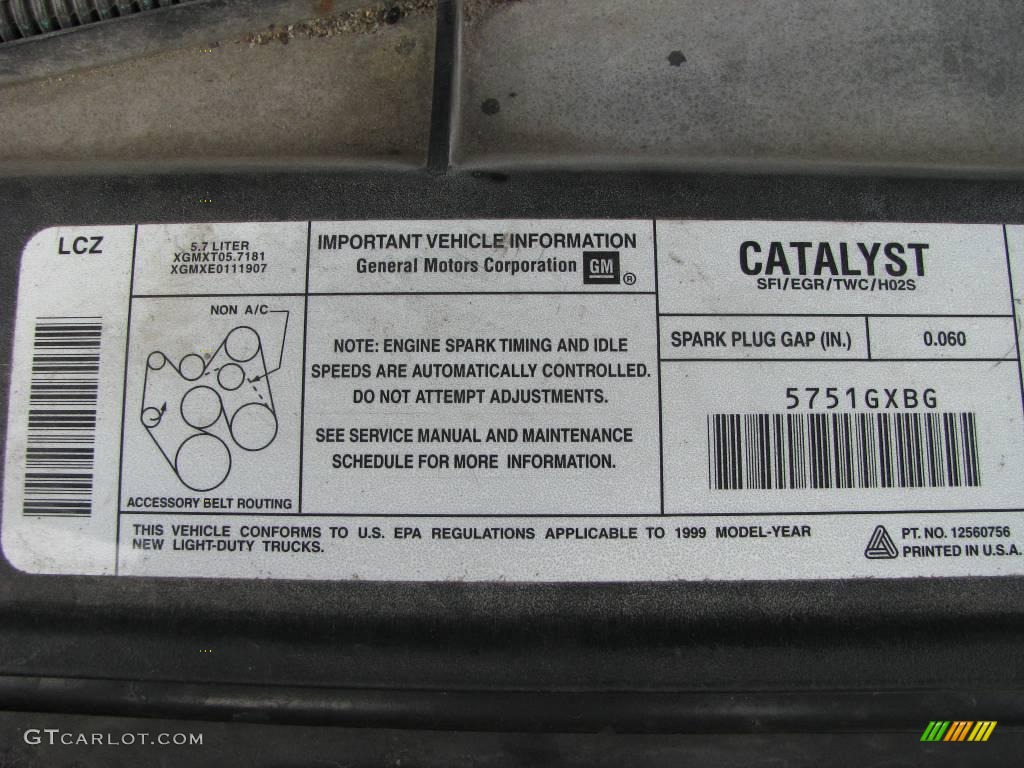 LCZ
5.7 LITER
XGMXT05.7181
XGMXE0111907
NON A/C
ACCESSORY BELT ROUTING
IMPORTANT VEHICLE INFORMATION
General Motors Corporation GM ®
NOTE: ENGINE SPARK TIMING AND IDLE
SPEEDS ARE AUTOMATICALLY CONTROLLED.
DO NOT ATTEMPT ADJUSTMENTS.
SEE SERVICE MANUAL AND MAINTENANCE
SCHEDULE FOR MORE INFORMATION.
CATALYST
SFI/EGR/TWC/HO2S
SPARK PLUG GAP (IN.) 0.060
5751GXBG
THIS VEHICLE CONFORMS TO U.S. EPA REGULATIONS APPLICABLE TO 1999 MODEL-YEAR
NEW LIGHT-DUTY TRUCKS.
PT. NO. 12560756
PRINTED IN U.S.A.
GTCARLOT.COM